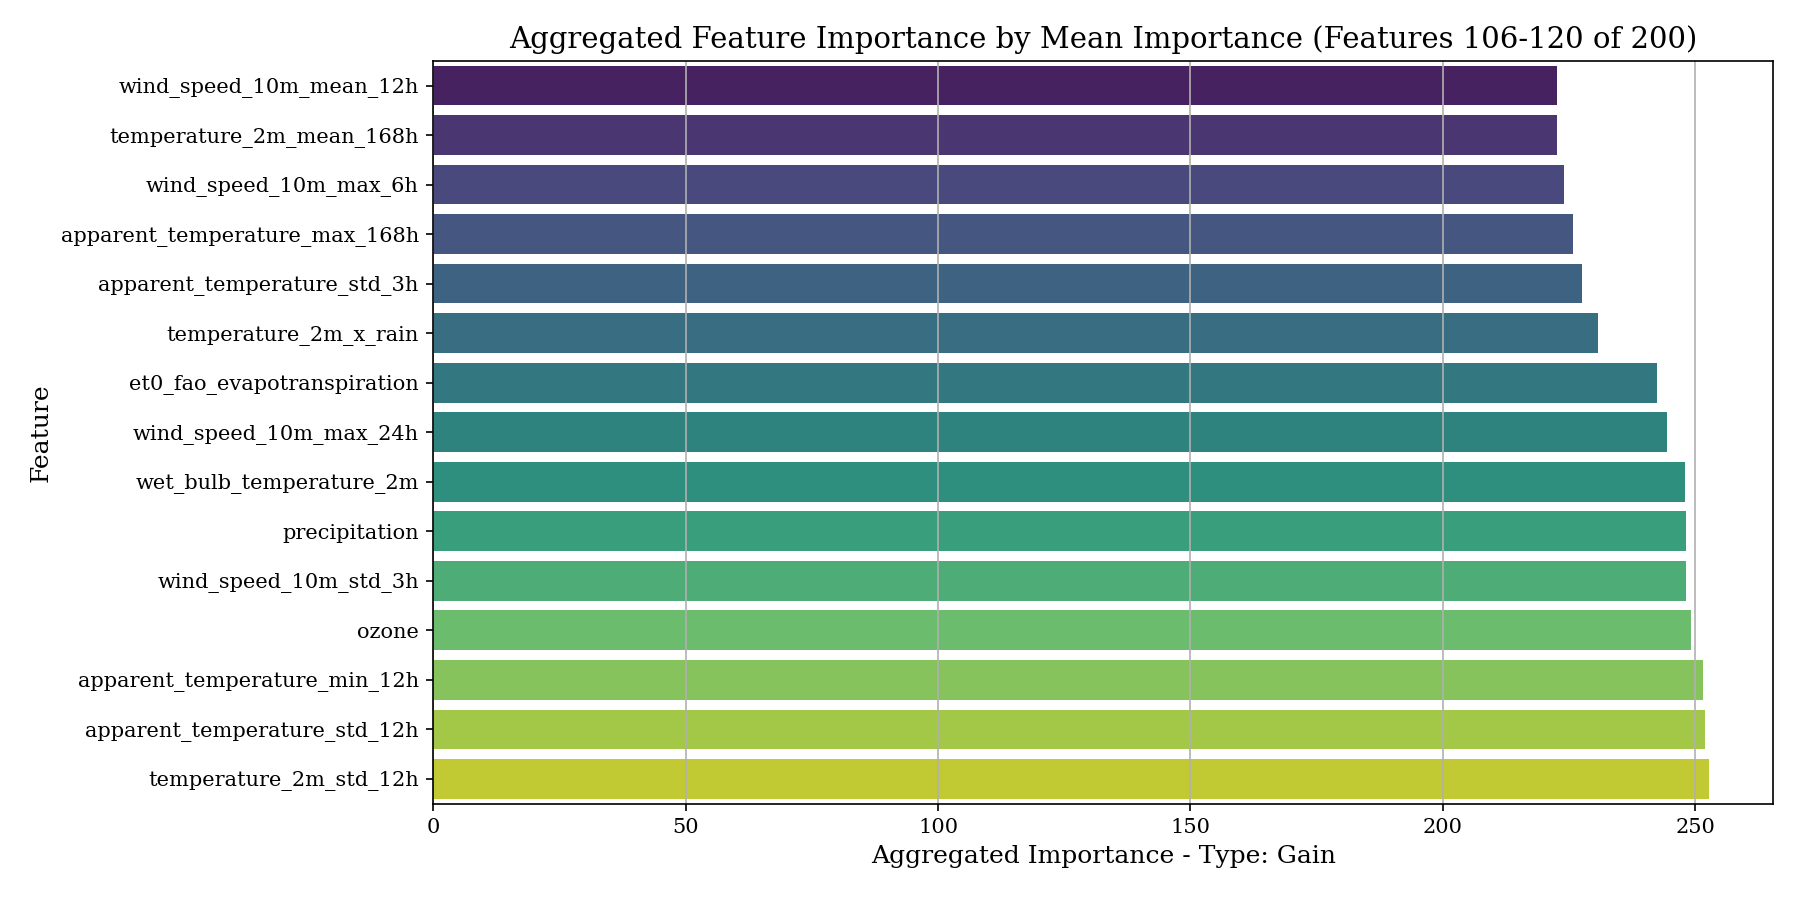 Aggregated Feature Importance by Mean Importance (Features 106-120 of 200)
Feature
wind_speed_10m_mean_12h
temperature_2m_mean_168h
wind_speed_10m_max_6h
apparent_temperature_max_168h
apparent_temperature_std_3h
temperature_2m_x_rain
et0_fao_evapotranspiration
wind_speed_10m_max_24h
wet_bulb_temperature_2m
precipitation
wind_speed_10m_std_3h
ozone
apparent_temperature_min_12h
apparent_temperature_std_12h
temperature_2m_std_12h
0 50 100 150 200 250
Aggregated Importance - Type: Gain